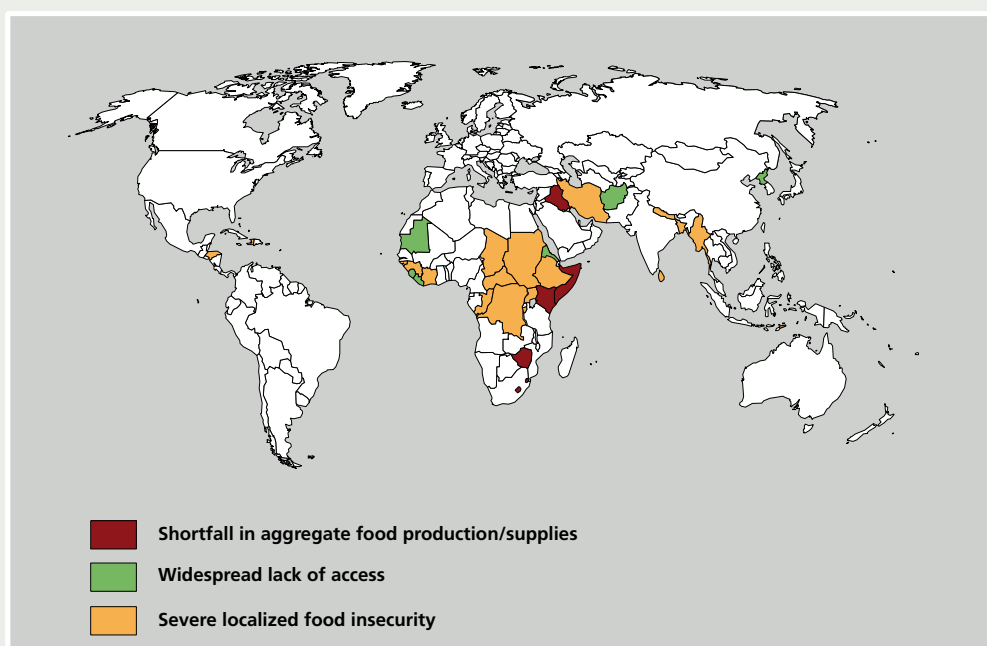 Shortfall in aggregate food production/supplies
Widespread lack of access
Severe localized food insecurity